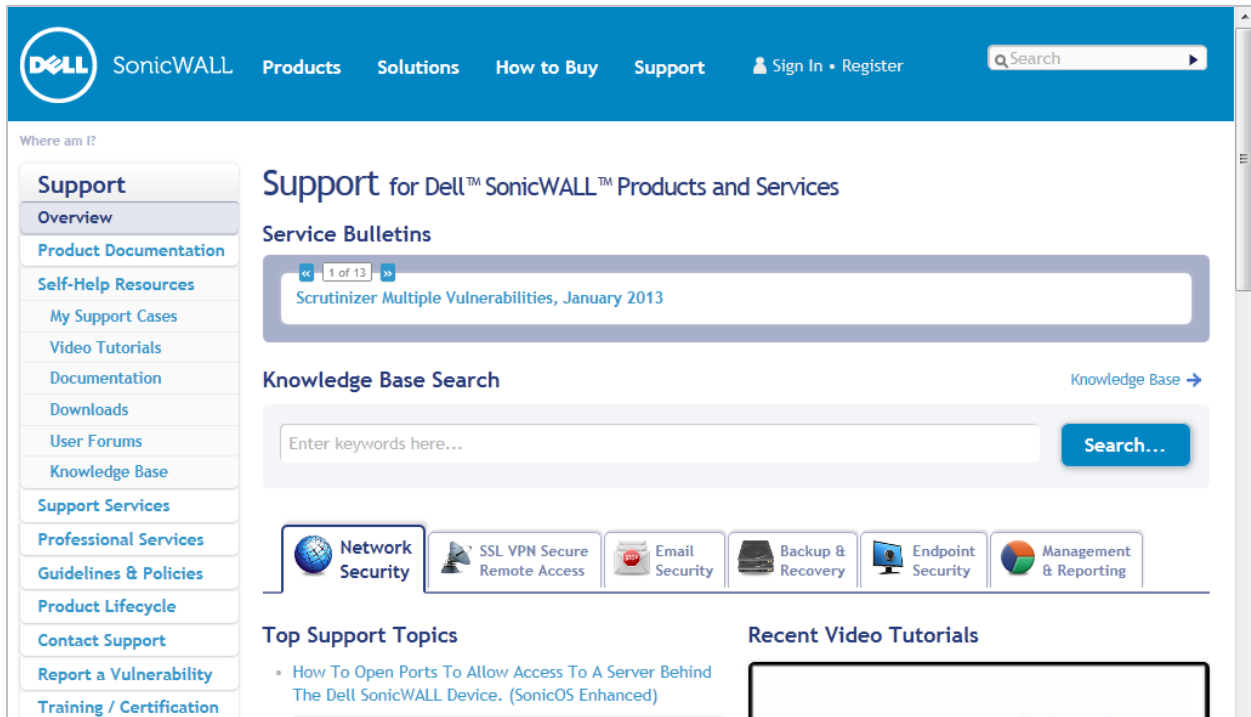 DELL SonicWALL Products Solutions How to Buy Support Sign In • Register Search
Where am I?
Support
Overview
Product Documentation
Self-Help Resources
My Support Cases
Video Tutorials
Documentation
Downloads
User Forums
Knowledge Base
Support Services
Professional Services
Guidelines & Policies
Product Lifecycle
Contact Support
Report a Vulnerability
Training / Certification
Support for Dell™ SonicWALL™ Products and Services
Service Bulletins
« 1 of 13 »
Scrutinizer Multiple Vulnerabilities, January 2013
Knowledge Base Search
Knowledge Base →
Enter keywords here...
Search...
Network
Security
SSL VPN Secure
Remote Access
STOP
Email
Security
Backup &
Recovery
Endpoint
Security
Management
& Reporting
Top Support Topics
• How To Open Ports To Allow Access To A Server Behind
The Dell SonicWALL Device. (SonicOS Enhanced)
Recent Video Tutorials